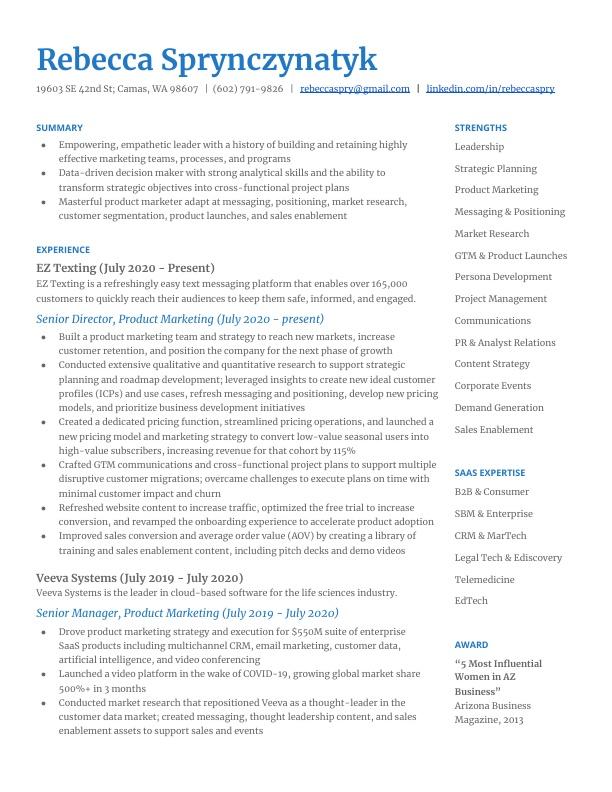 Rebecca Sprynczynatyk
19603 SE 42nd St; Camas, WA 98607 | (602) 791-9826 | rebeccaspry@gmail.com | linkedin.com/in/rebeccaspry
SUMMARY
● Empowering, empathetic leader with a history of building and retaining highly
effective marketing teams, processes, and programs
● Data-driven decision maker with strong analytical skills and the ability to
transform strategic objectives into cross-functional project plans
● Masterful product marketer adapt at messaging, positioning, market research,
customer segmentation, product launches, and sales enablement
EXPERIENCE
EZ Texting (July 2020 - Present)
EZ Texting is a refreshingly easy text messaging platform that enables over 165,000
customers to quickly reach their audiences to keep them safe, informed, and engaged.
Senior Director, Product Marketing (July 2020 - present)
● Built a product marketing team and strategy to reach new markets, increase
customer retention, and position the company for the next phase of growth
● Conducted extensive qualitative and quantitative research to support strategic
planning and roadmap development; leveraged insights to create new ideal customer
profiles (ICPs) and use cases, refresh messaging and positioning, develop new pricing
models, and prioritize business development initiatives
● Created a dedicated pricing function, streamlined pricing operations, and launched a
new pricing model and marketing strategy to convert low-value seasonal users into
high-value subscribers, increasing revenue for that cohort by 115%
● Crafted GTM communications and cross-functional project plans to support multiple
disruptive customer migrations; overcame challenges to execute plans on time with
minimal customer impact and churn
● Refreshed website content to increase traffic, optimized the free trial to increase
conversion, and revamped the onboarding experience to accelerate product adoption
● Improved sales conversion and average order value (AOV) by creating a library of
training and sales enablement content, including pitch decks and demo videos
Veeva Systems (July 2019 - July 2020)
Veeva Systems is the leader in cloud-based software for the life sciences industry.
Senior Manager, Product Marketing (July 2019 - July 2020)
● Drove product marketing strategy and execution for $550M suite of enterprise
SaaS products including multichannel CRM, email marketing, customer data,
artificial intelligence, and video conferencing
● Launched a video platform in the wake of COVID-19, growing global market share
500%+ in 3 months
● Conducted market research that repositioned Veeva as a thought-leader in the
customer data market; created messaging, thought leadership content, and sales
enablement assets to support sales and events
STRENGTHS
Leadership
Strategic Planning
Product Marketing
Messaging & Positioning
Market Research
GTM & Product Launches
Persona Development
Project Management
Communications
PR & Analyst Relations
Content Strategy
Corporate Events
Demand Generation
Sales Enablement
SAAS EXPERTISE
B2B & Consumer
SBM & Enterprise
CRM & MarTech
Legal Tech & Ediscovery
Telemedicine
EdTech
AWARD
“5 Most Influential
Women in AZ
Business”
Arizona Business
Magazine, 2013